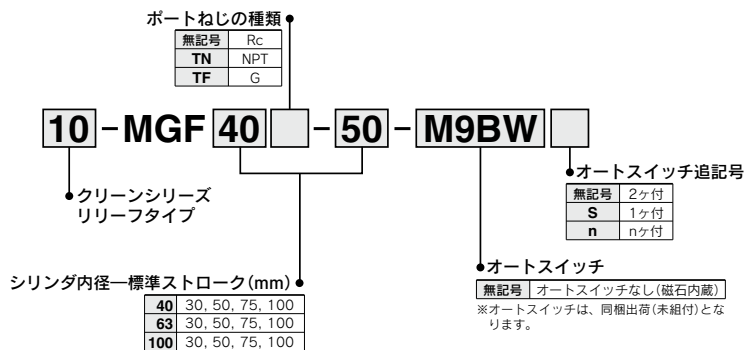 ポートねじの種類
無記号 Rc
TN NPT
TF G
10-MGF 40 - 50 - M9BW
クリーンシリーズ
リリーフタイプ
オートスイッチ追記号
無記号 2ヶ付
S 1ヶ付
n nヶ付
シリンダ内径―標準ストローク(mm)
40 30, 50, 75, 100
63 30, 50, 75, 100
100 30, 50, 75, 100
オートスイッチ
無記号 オートスイッチなし(磁石内蔵)
※オートスイッチは、同梱出荷(未組付)とな
ります。